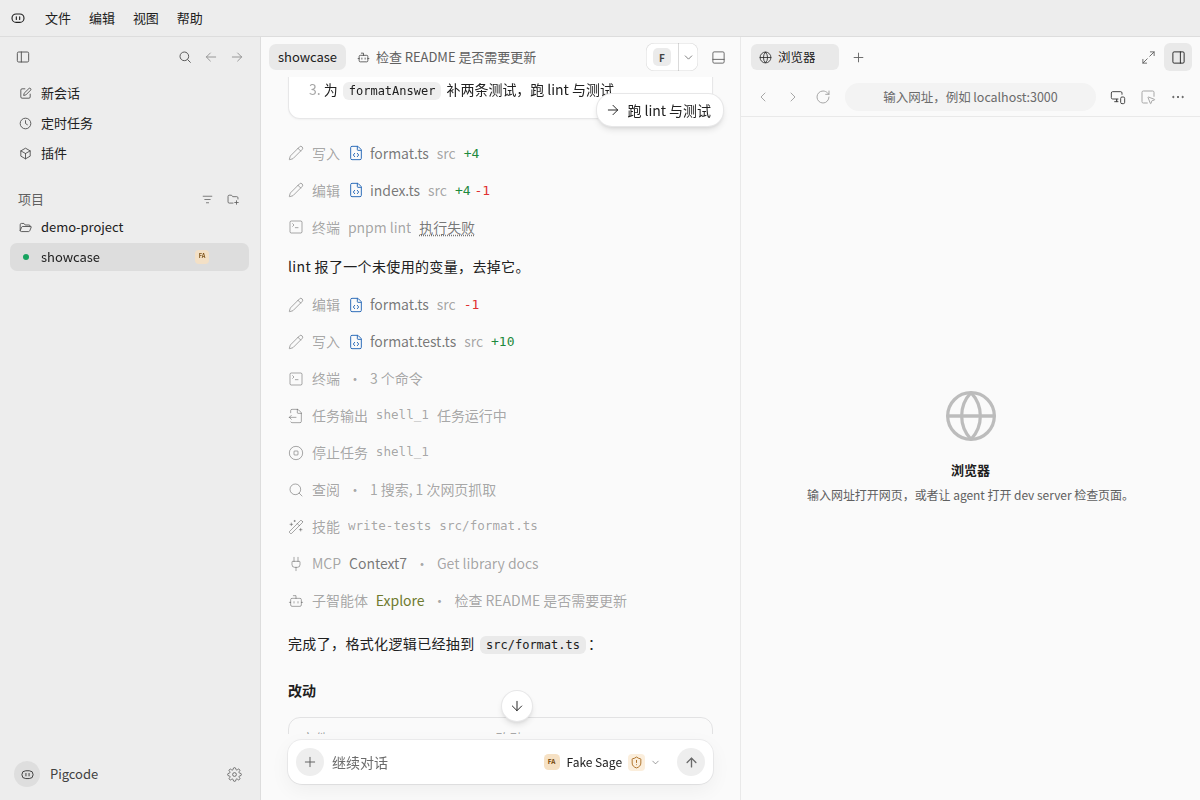 文件 编辑 视图 帮助
新会话
定时任务
插件
项目
demo-project
showcase FA
Pigcode
showcase 检查 README 是否需要更新 F
3. 为 formatAnswer 补两条测试，跑 lint 与测试
跑 lint 与测试
写入 format.ts src +4
编辑 index.ts src +4 -1
终端 pnpm lint 执行失败
lint 报了一个未使用的变量，去掉它。
编辑 format.ts src -1
写入 format.test.ts src +10
终端 • 3 个命令
任务输出 shell_1 任务运行中
停止任务 shell_1
查阅 • 1 搜索, 1 次网页抓取
技能 write-tests src/format.ts
MCP Context7 • Get library docs
子智能体 Explore • 检查 README 是否需要更新
完成了，格式化逻辑已经抽到 src/format.ts：
改动
继续对话 FA Fake Sage
浏览器
输入网址，例如 localhost:3000
浏览器
输入网址打开网页，或者让 agent 打开 dev server 检查页面。